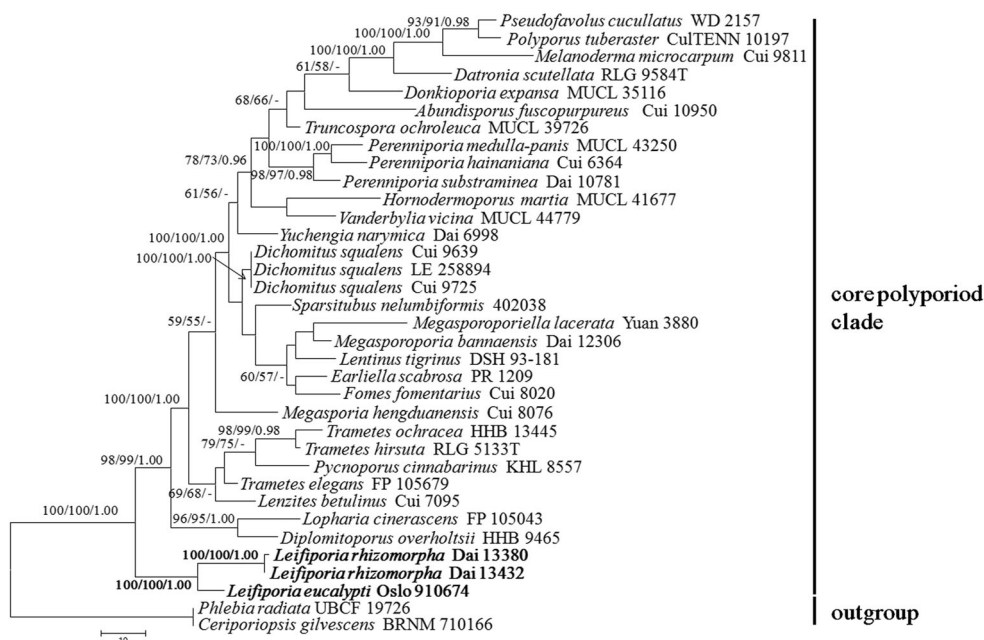 93/91/0.98
Pseudofavolus cucullatus WD 2157
100/100/1.00
Polyporus tuberaster CulTENN 10197
100/100/1.00
Melanoderma microcarpum Cui 9811
61/58/-
Datronia scutellata RLG 9584T
Donkioporia expansa MUCL 35116
68/66/-
Abundisporus fuscopurpureus Cui 10950
Truncospora ochroleuca MUCL 39726
100/100/1.00
Perenniporia medulla-panis MUCL 43250
78/73/0.96
Perenniporia hainaniana Cui 6364
98/97/0.98
Perenniporia substraminea Dai 10781
61/56/-
Hornodermoporus martia MUCL 41677
Vanderbylia vicina MUCL 44779
Yuchengia narymica Dai 6998
100/100/1.00
Dichomitus squalens Cui 9639
100/100/1.00
Dichomitus squalens LE 258894
Dichomitus squalens Cui 9725
Sparsitubus nelumbiformis 402038
59/55/-
Megasporoporiella lacerata Yuan 3880
Megasporoporia bannaensis Dai 12306
Lentinus tigrinus DSH 93-181
60/57/-
Earliella scabrosa PR 1209
Fomes fomentarius Cui 8020
100/100/1.00
Megasporia hengduanensis Cui 8076
98/99/0.98
Trametes ochracea HHB 13445
79/75/-
Trametes hirsuta RLG 5133T
98/99/1.00
Pycnoporus cinnabarinus KHL 8557
Trametes elegans FP 105679
69/68/-
Lenzites betulinus Cui 7095
100/100/1.00
96/95/1.00
Lopharia cinerascens FP 105043
Diplomitoporus overholtsii HHB 9465
100/100/1.00
Leifiporia rhizomorpha Dai 13380
Leifiporia rhizomorpha Dai 13432
100/100/1.00
Leifiporia eucalypti Oslo 910674
Phlebia radiata UBCF 19726
Ceriporiopsis gilvescens BRNM 710166
10
core polyporiod
clade
outgroup